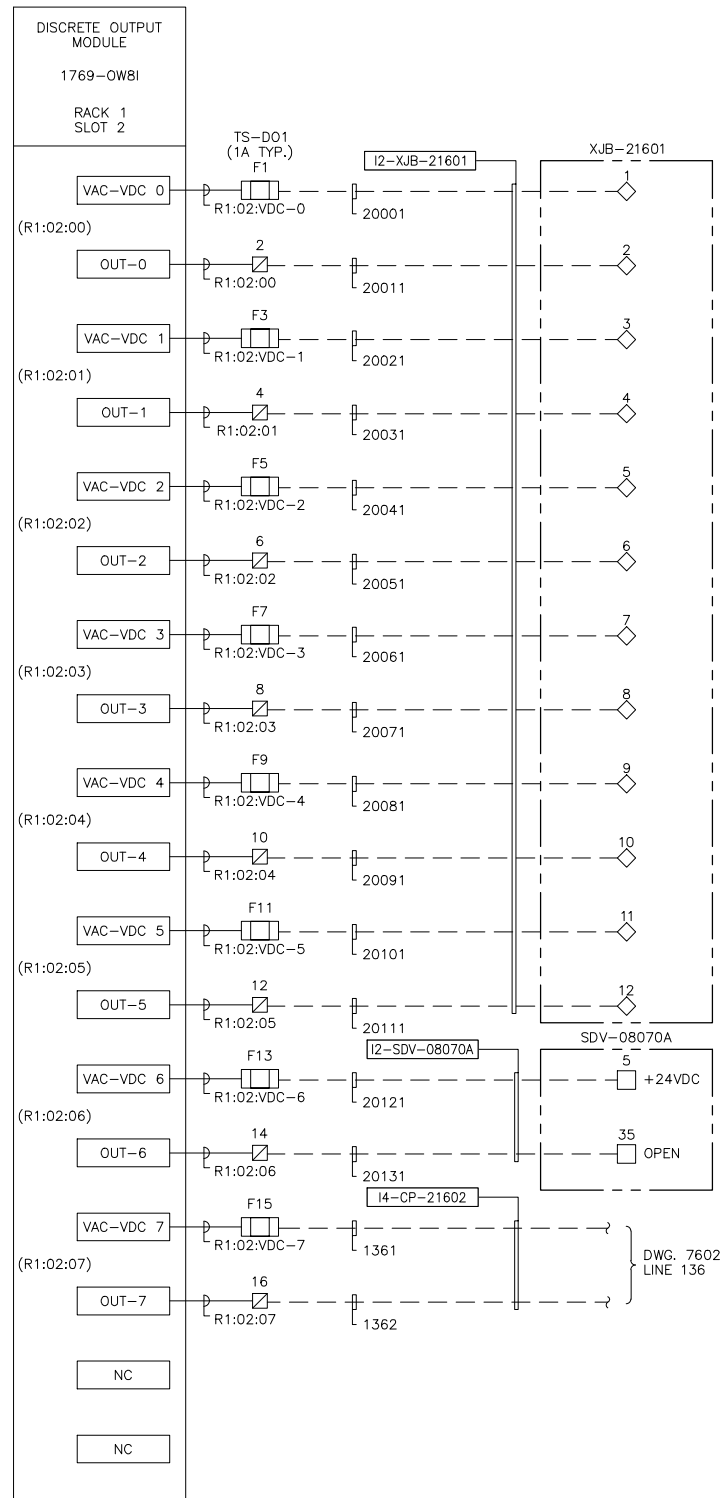 DISCRETE OUTPUT
MODULE
1769-OW8I
RACK 1
SLOT 2
TS-DO1
(1A TYP.)
F1
I2-XJB-21601
XJB-21601
VAC-VDC 0
R1:02:VDC-0
20001
1
(R1:02:00)
OUT-0
2
R1:02:00
20011
2
VAC-VDC 1
F3
R1:02:VDC-1
20021
3
(R1:02:01)
OUT-1
4
R1:02:01
20031
4
VAC-VDC 2
F5
R1:02:VDC-2
20041
5
(R1:02:02)
OUT-2
6
R1:02:02
20051
6
VAC-VDC 3
F7
R1:02:VDC-3
20061
7
(R1:02:03)
OUT-3
8
R1:02:03
20071
8
VAC-VDC 4
F9
R1:02:VDC-4
20081
9
(R1:02:04)
OUT-4
10
R1:02:04
20091
10
VAC-VDC 5
F11
R1:02:VDC-5
20101
11
(R1:02:05)
OUT-5
12
R1:02:05
20111
12
I2-SDV-08070A
SDV-08070A
VAC-VDC 6
F13
R1:02:VDC-6
20121
5
+24VDC
(R1:02:06)
OUT-6
14
R1:02:06
20131
35
OPEN
I4-CP-21602
VAC-VDC 7
F15
R1:02:VDC-7
1361
(R1:02:07)
DWG. 7602
LINE 136
OUT-7
16
R1:02:07
1362
NC
NC